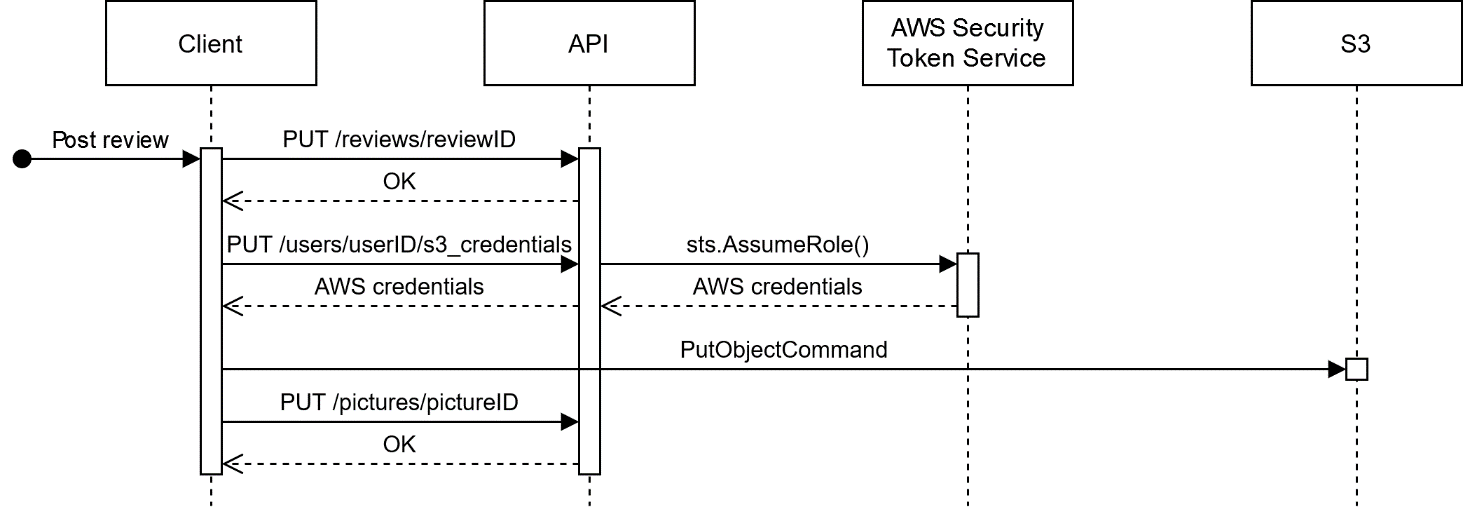 Client
API
AWS Security
Token Service
S3
Post review
PUT /reviews/reviewID
OK
PUT /users/userID/s3_credentials
sts.AssumeRole()
AWS credentials
AWS credentials
PutObjectCommand
PUT /pictures/pictureID
OK